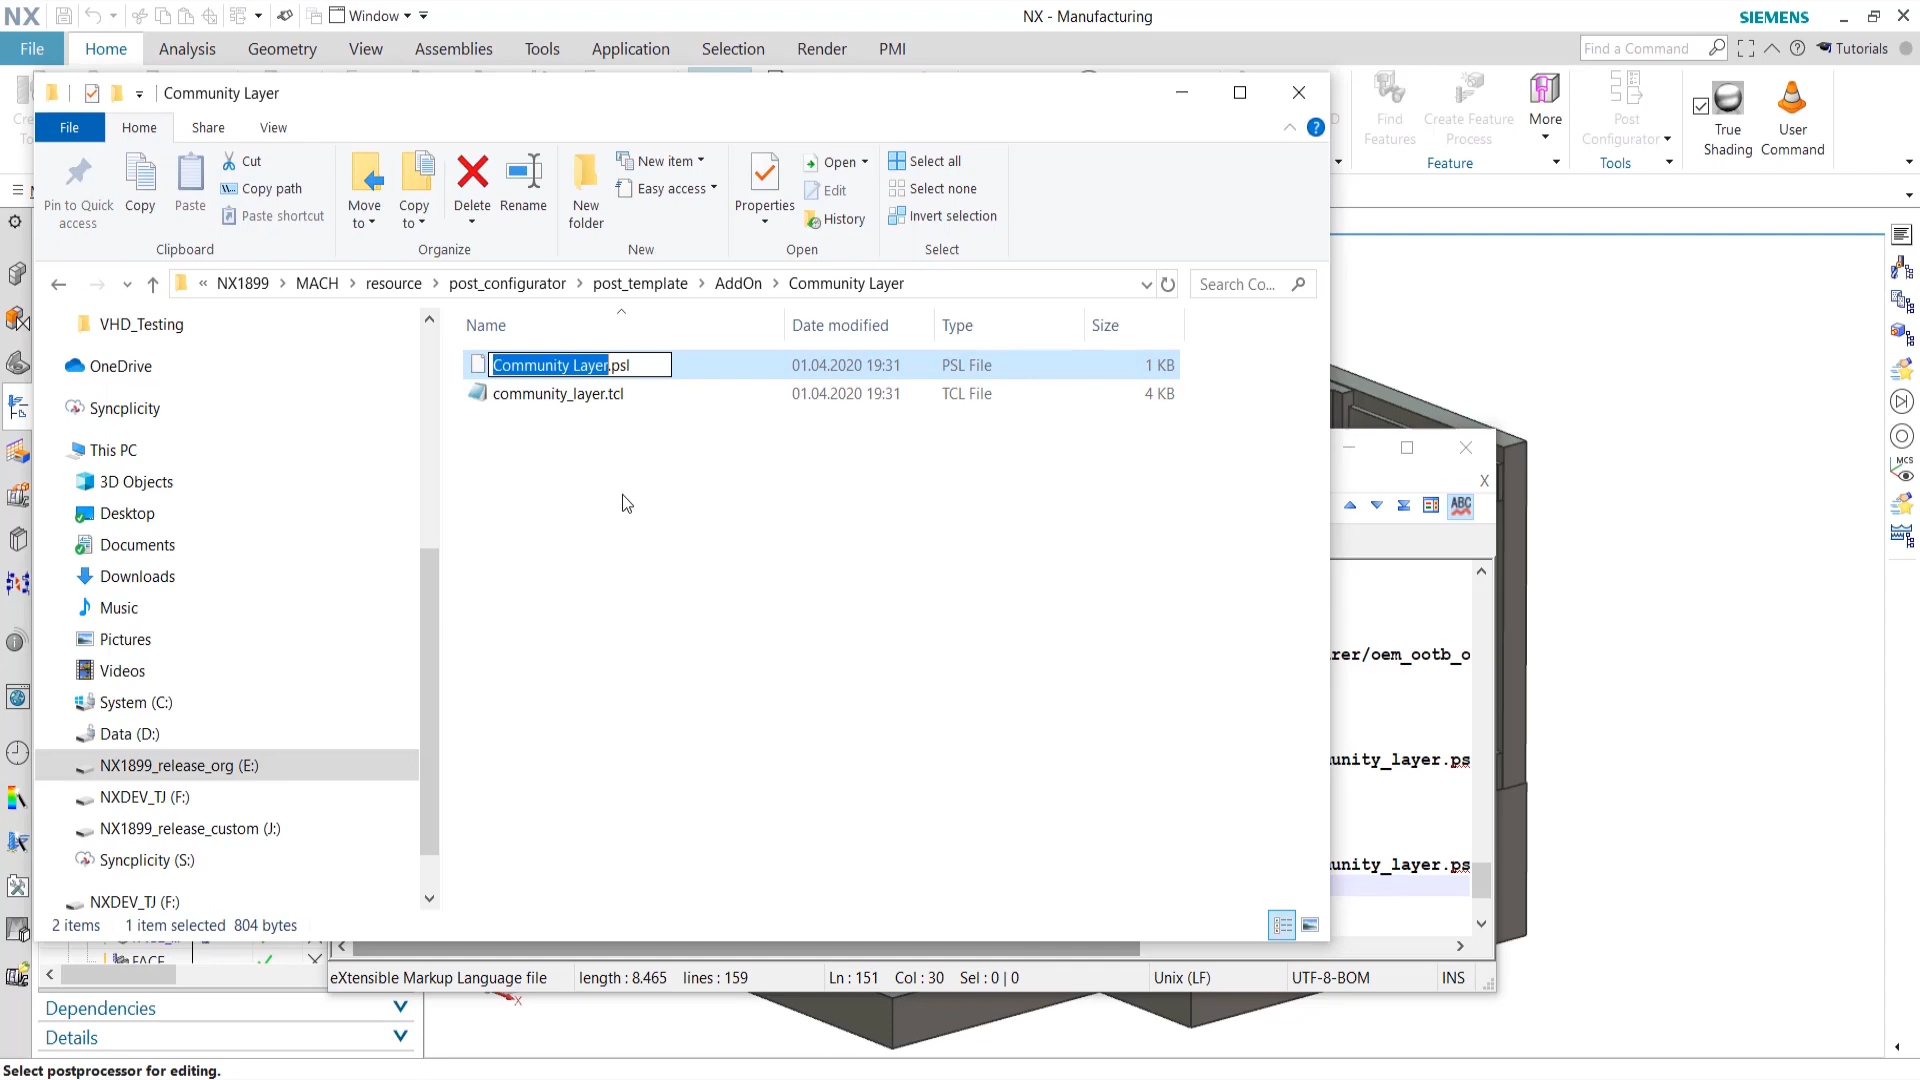 NX Window NX - Manufacturing SIEMENS
File Home Analysis Geometry View Assemblies Tools Application Selection Render PMI Find a Command Tutorials
Community Layer
File Home Share View
Pin to Quick access
Copy
Paste
Cut
Copy path
Paste shortcut
Clipboard
Move to
Copy to
Delete
Rename
Organize
New folder
New item
Easy access
New
Properties
Open
Edit
History
Open
Select all
Select none
Invert selection
Select
Find Features
Create Feature Process
More
Feature
Post Configurator
Tools
True Shading
User Command
« NX1899 > MACH > resource > post_configurator > post_template > AddOn > Community Layer
Search Co...
Name Date modified Type Size
Community Layer.psl 01.04.2020 19:31 PSL File 1 KB
community_layer.tcl 01.04.2020 19:31 TCL File 4 KB
VHD_Testing
OneDrive
Syncplicity
This PC
3D Objects
Desktop
Documents
Downloads
Music
Pictures
Videos
System (C:)
Data (D:)
NX1899_release_org (E:)
NXDEV_TJ (F:)
NX1899_release_custom (J:)
Syncplicity (S:)
NXDEV_TJ (F:)
2 items 1 item selected 804 bytes
MCS
X
ABC
rer/oem_ootb_o
unity_layer.ps
unity_layer.ps
FACE
eXtensible Markup Language file length : 8.465 lines : 159 Ln : 151 Col : 30 Sel : 0 | 0 Unix (LF) UTF-8-BOM INS
X
Dependencies
Details
Select postprocessor for editing.